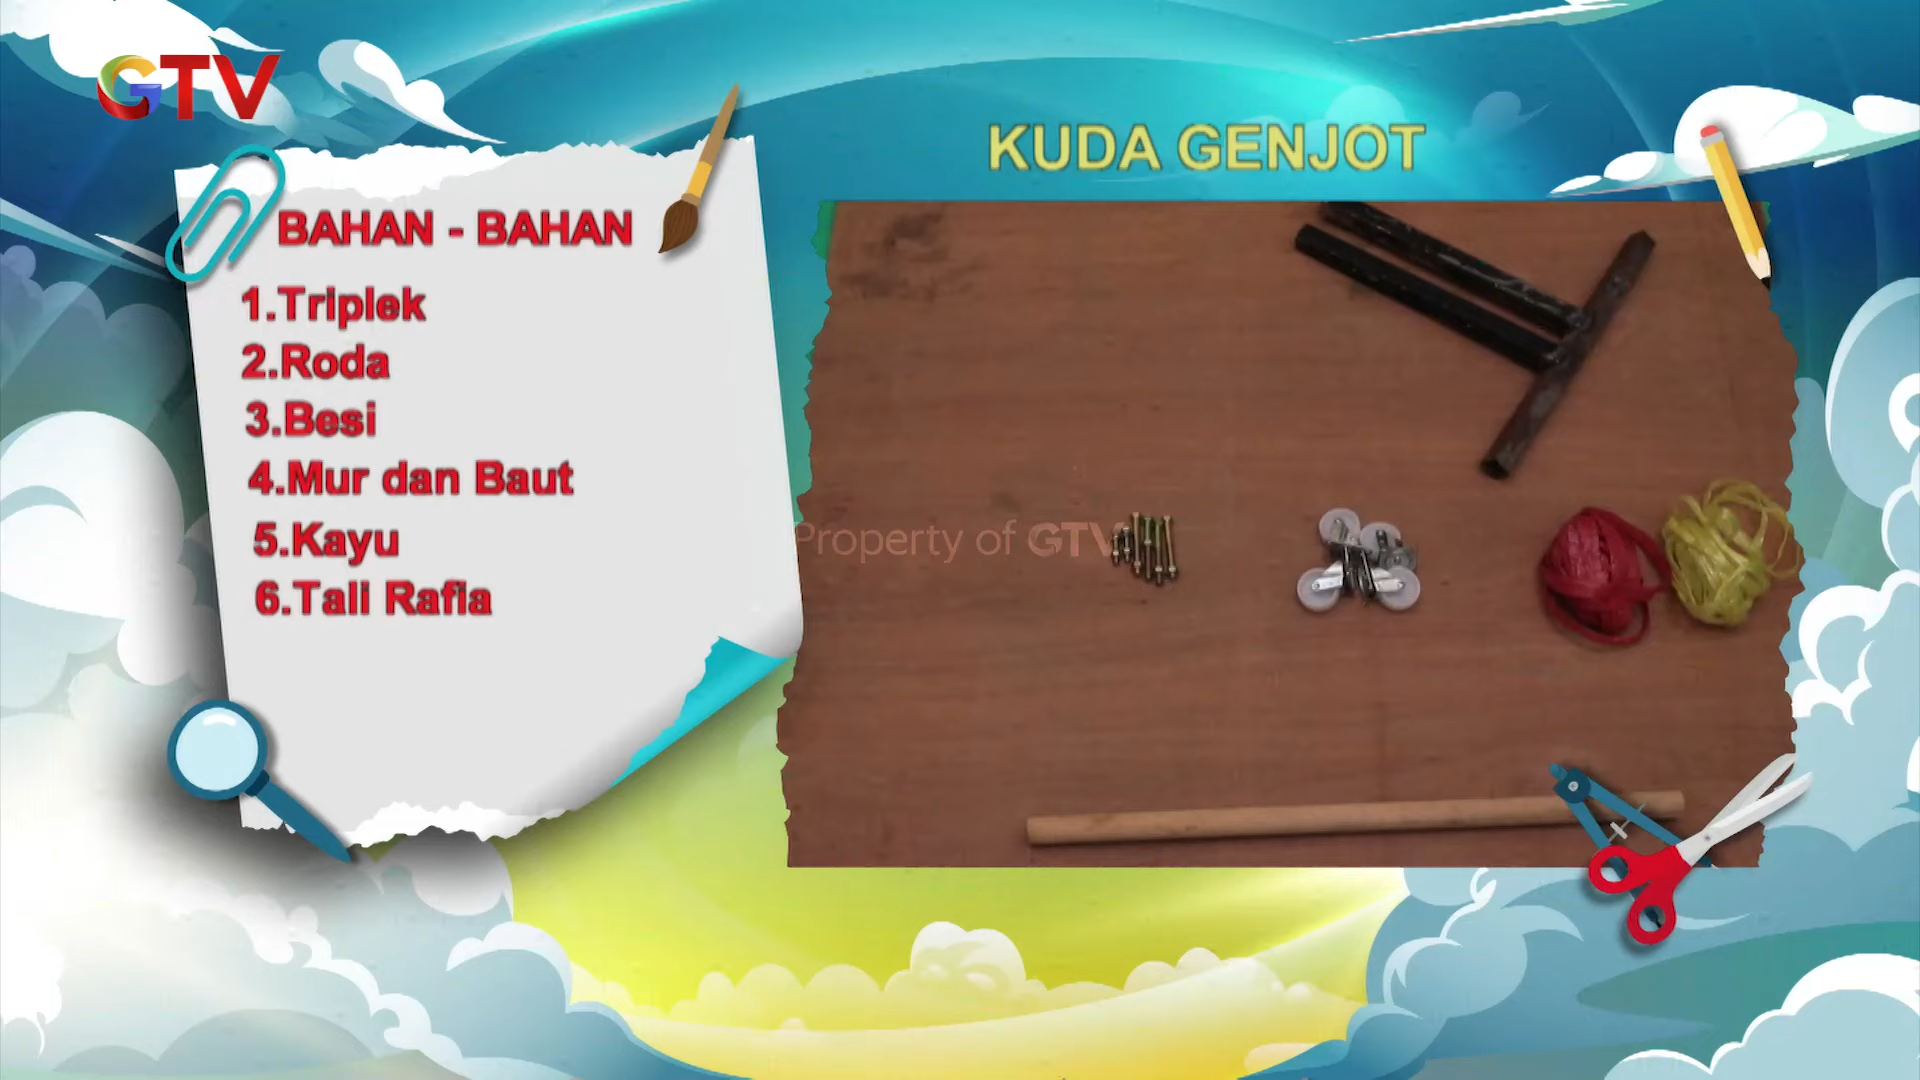 GTV
KUDA GENJOT
BAHAN - BAHAN
1.Triplek
2.Roda
3.Besi
4.Mur dan Baut
5.Kayu
6.Tali Rafia
Property of GTV